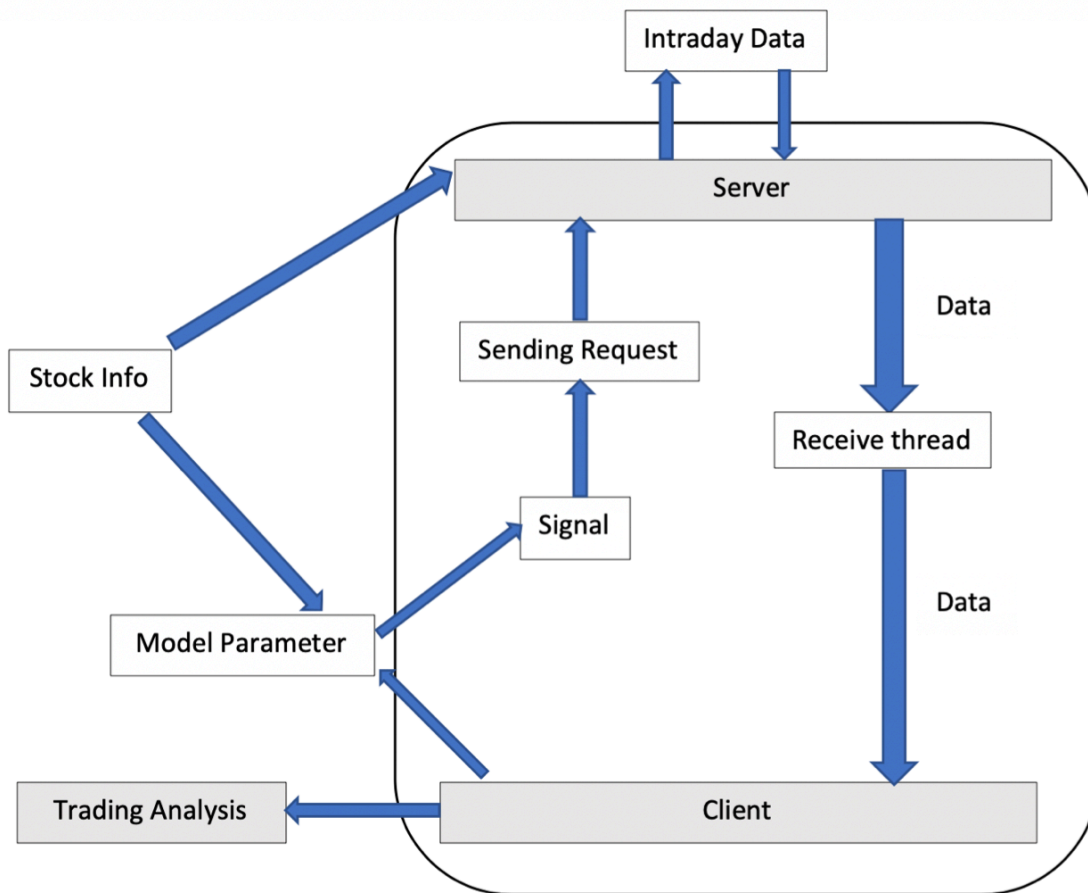 Intraday Data
Server
Data
Sending Request
Stock Info
Receive thread
Signal
Data
Model Parameter
Trading Analysis
Client